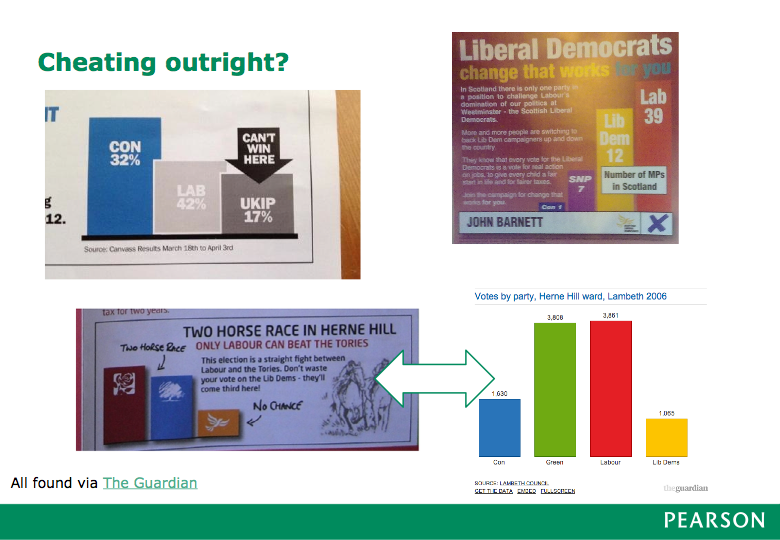 Cheating outright?
NT
CON
32%
LAB
42%
CAN'T
WIN
HERE
UKIP
17%
g
12.
Source: Canvass Results March 18th to April 3rd
Liberal Democrats
change that works for you
In Scotland there is only one party in
a position to challenge Labour's
domination of our politics at
Westminster - the Scottish Liberal
Democrats.
More and more people are switching to
back Lib Dem campaigners up and down
the country.
They know that every vote for the Liberal
Democrats is a vote for real action
on jobs, to give every child a fair
start in life and for fairer taxes.
Join the campaign for change that
works for you.
Con 1
SNP
7
Lib
Dem
12
Lab
39
Number of MPs
in Scotland
JOHN BARNETT
tax for two years.
TWO HORSE RACE IN HERNE HILL
ONLY LABOUR CAN BEAT THE TORIES
TWO HORSE RACE
This election is a straight fight between
Labour and the Tories. Don't waste
your vote on the Lib Dems - they'll
come third here!
NO CHANCE
Votes by party, Herne Hill ward, Lambeth 2006
1,630
3,808
3,861
1,065
Con
Green
Labour
Lib Dems
SOURCE: LAMBETH COUNCIL
GET THE DATA EMBED FULLSCREEN
theguardian
All found via The Guardian
PEARSON